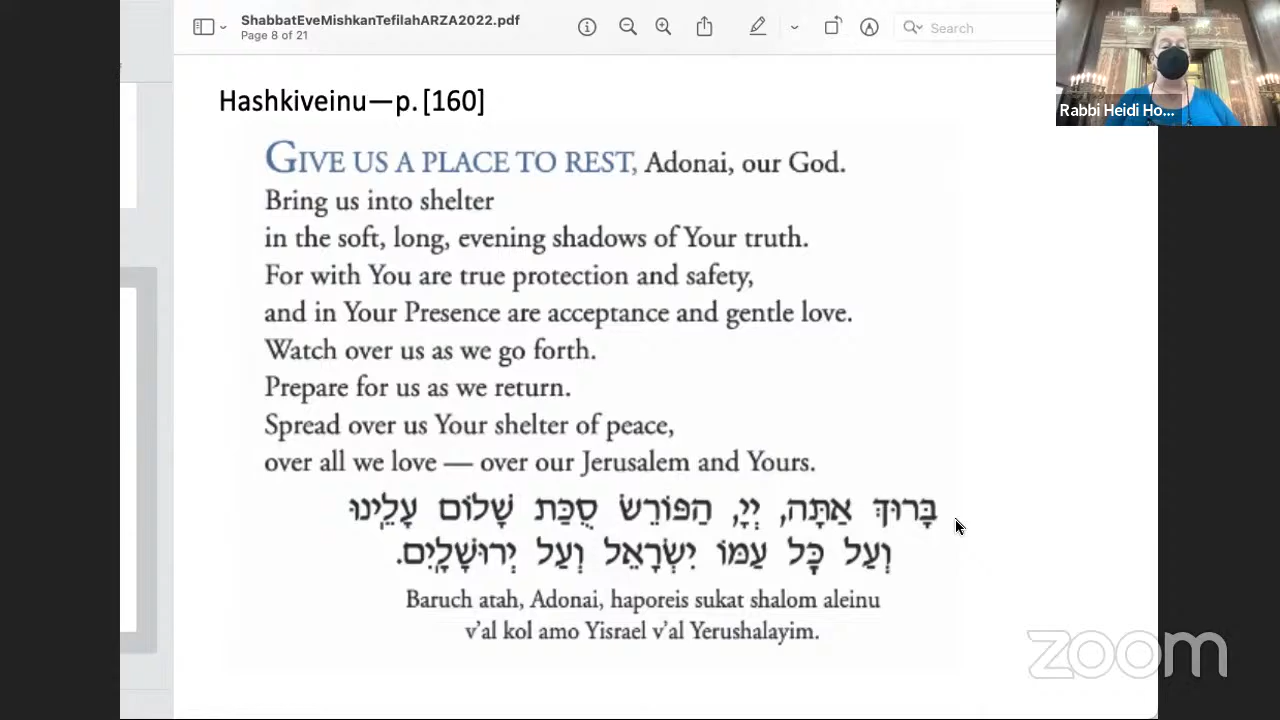 ShabbatEveMishkanTefilahARZA2022.pdf
Page 8 of 21
Search
Rabbi Heidi Ho...
Hashkiveinu—p. [160]
GIVE US A PLACE TO REST, Adonai, our God.
Bring us into shelter
in the soft, long, evening shadows of Your truth.
For with You are true protection and safety,
and in Your Presence are acceptance and gentle love.
Watch over us as we go forth.
Prepare for us as we return.
Spread over us Your shelter of peace,
over all we love — over our Jerusalem and Yours.
בָּרוּךְ אַתָּה, יְיָ, הַפּוֹרֵשׂ סֻכַּת שָׁלוֹם עָלֵֽינוּ
וְעַל כׇּל עַמּוֹ יִשְׂרָאֵל וְעַל יְרוּשָׁלָֽיִם.
Baruch atah, Adonai, haporeis sukat shalom aleinu
v'al kol amo Yisrael v'al Yerushalayim.
zoom